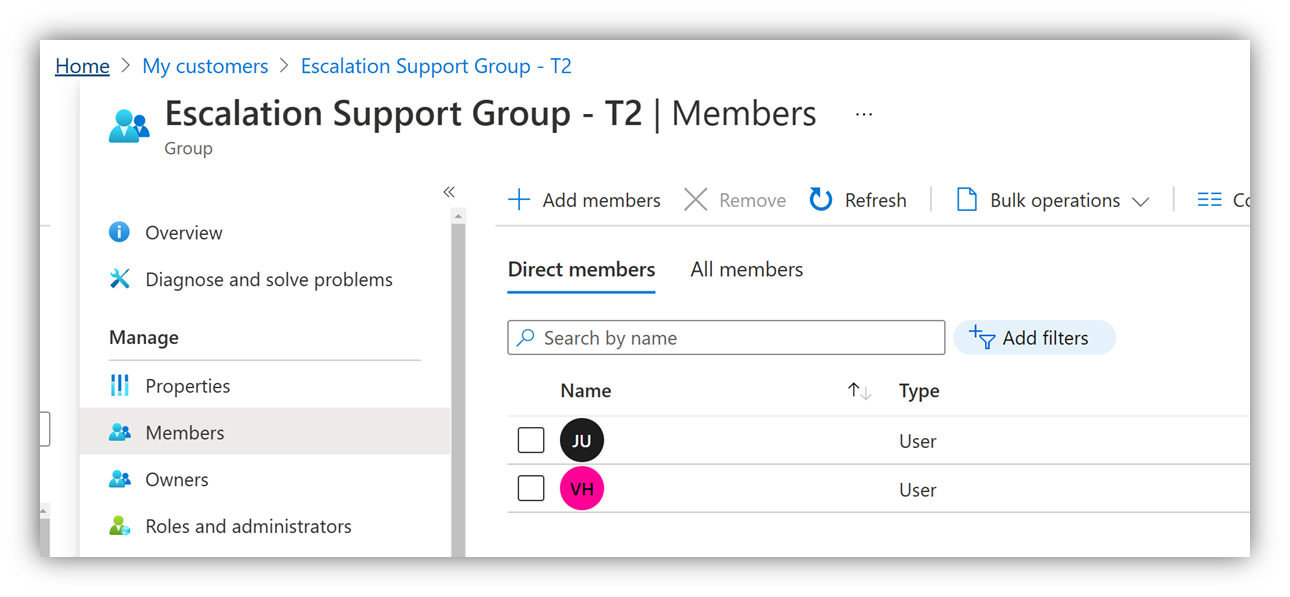 Home > My customers > Escalation Support Group - T2
Escalation Support Group - T2 | Members ...
Group
«
Overview
Diagnose and solve problems
Manage
Properties
Members
Owners
Roles and administrators
Add members Remove Refresh Bulk operations Co
Direct members All members
Search by name Add filters
Name Type
JU User
VH User